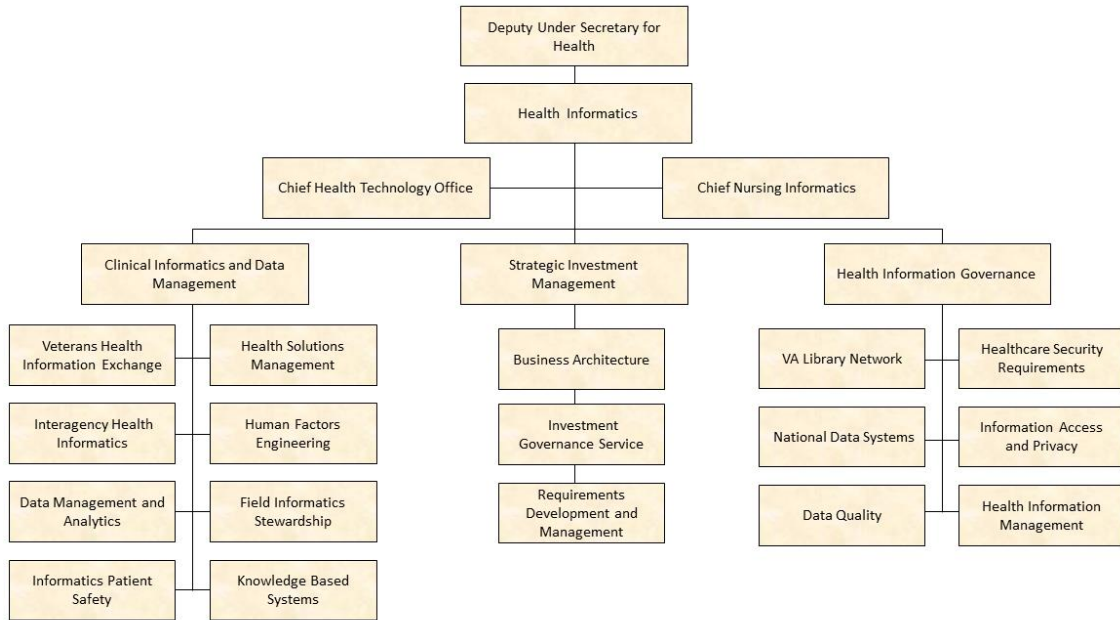 Deputy Under Secretary for
Health
Health Informatics
Chief Health Technology Office
Chief Nursing Informatics
Clinical Informatics and Data
Management
Strategic Investment
Management
Health Information Governance
Veterans Health
Information Exchange
Health Solutions
Management
Interagency Health
Informatics
Human Factors
Engineering
Data Management and
Analytics
Field Informatics
Stewardship
Informatics Patient
Safety
Knowledge Based
Systems
Business Architecture
Investment
Governance Service
Requirements
Development and
Management
VA Library Network
Healthcare Security
Requirements
National Data Systems
Information Access
and Privacy
Data Quality
Health Information
Management